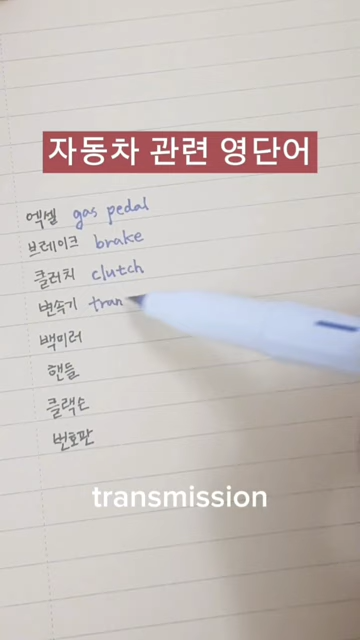 자동차 관련 영단어
엑셀 gas pedal
브레이크 brake
클러치 clutch
변속기 tran
백미러
핸들
클랙슨
번호판
transmission